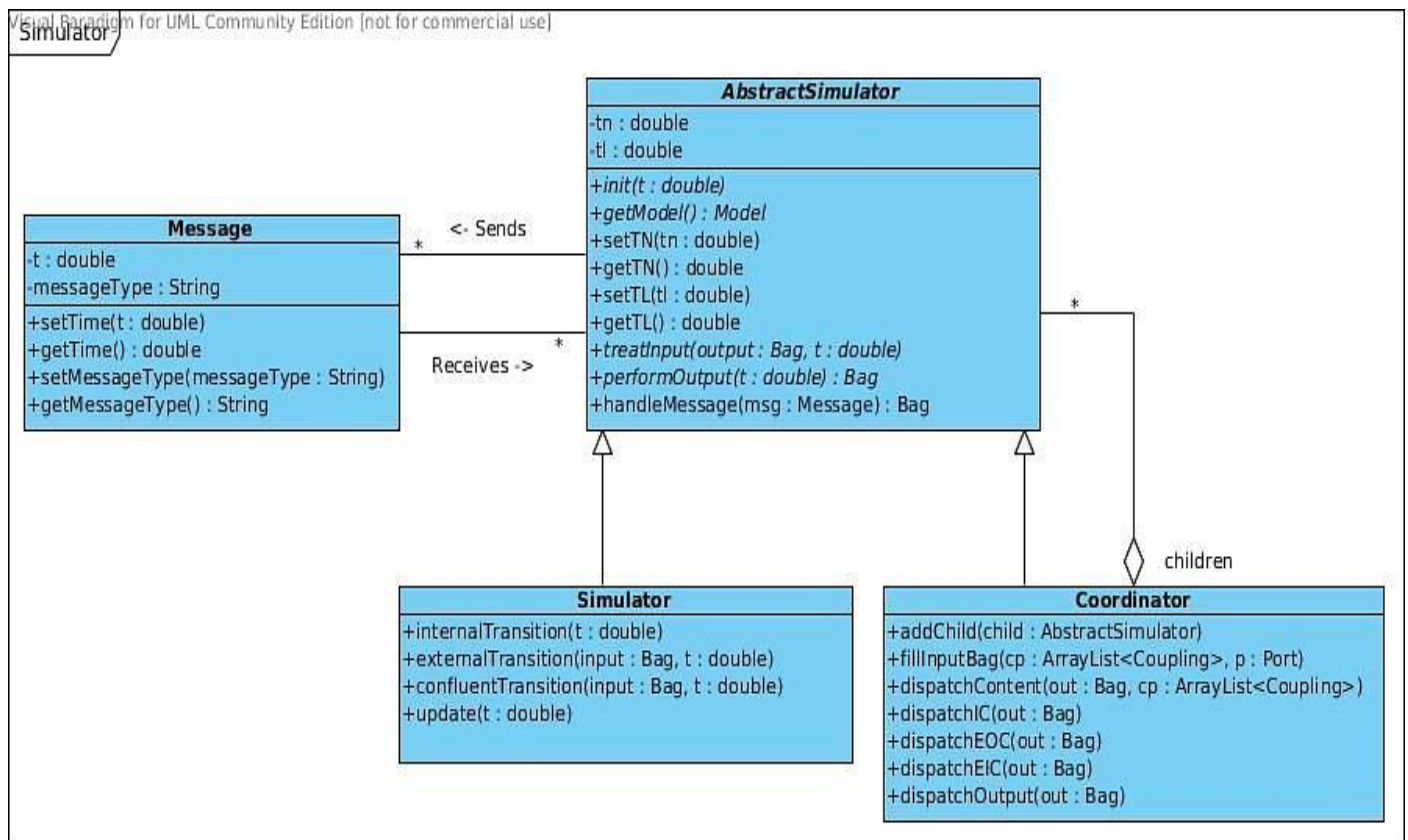 Visual Paradigm for UML Community Edition [not for commercial use]
Simulator
AbstractSimulator
-tn : double
-tl : double
+init(t : double)
+getModel() : Model
+setTN(tn : double)
+getTN() : double
+setTL(tl : double)
+getTL() : double
+treatInput(output : Bag, t : double)
+performOutput(t : double) : Bag
+handleMessage(msg : Message) : Bag
Message
-t : double
-messageType : String
+setTime(t : double)
+getTime() : double
+setMessageType(messageType : String)
+getMessageType() : String
<- Sends
*
Receives ->
*
*
children
Simulator
+internalTransition(t : double)
+externalTransition(input : Bag, t : double)
+confluentTransition(input : Bag, t : double)
+update(t : double)
Coordinator
+addChild(child : AbstractSimulator)
+fillInputBag(cp : ArrayList<Coupling>, p : Port)
+dispatchContent(out : Bag, cp : ArrayList<Coupling>)
+dispatchIC(out : Bag)
+dispatchEOC(out : Bag)
+dispatchEIC(out : Bag)
+dispatchOutput(out : Bag)